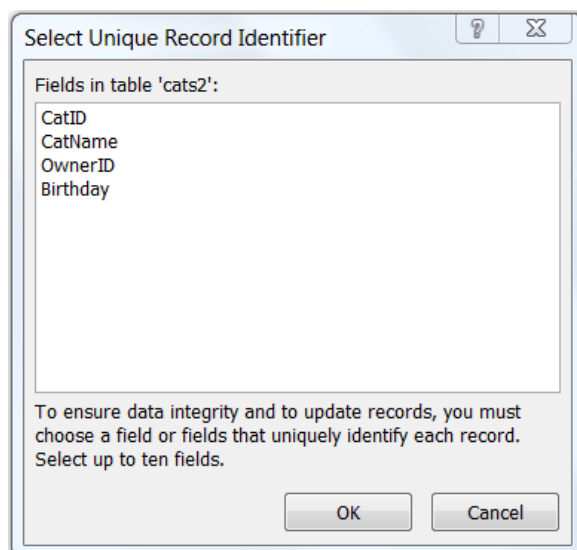 Select Unique Record Identifier
Fields in table 'cats2':
CatID
CatName
OwnerID
Birthday
To ensure data integrity and to update records, you must
choose a field or fields that uniquely identify each record.
Select up to ten fields.
OK
Cancel